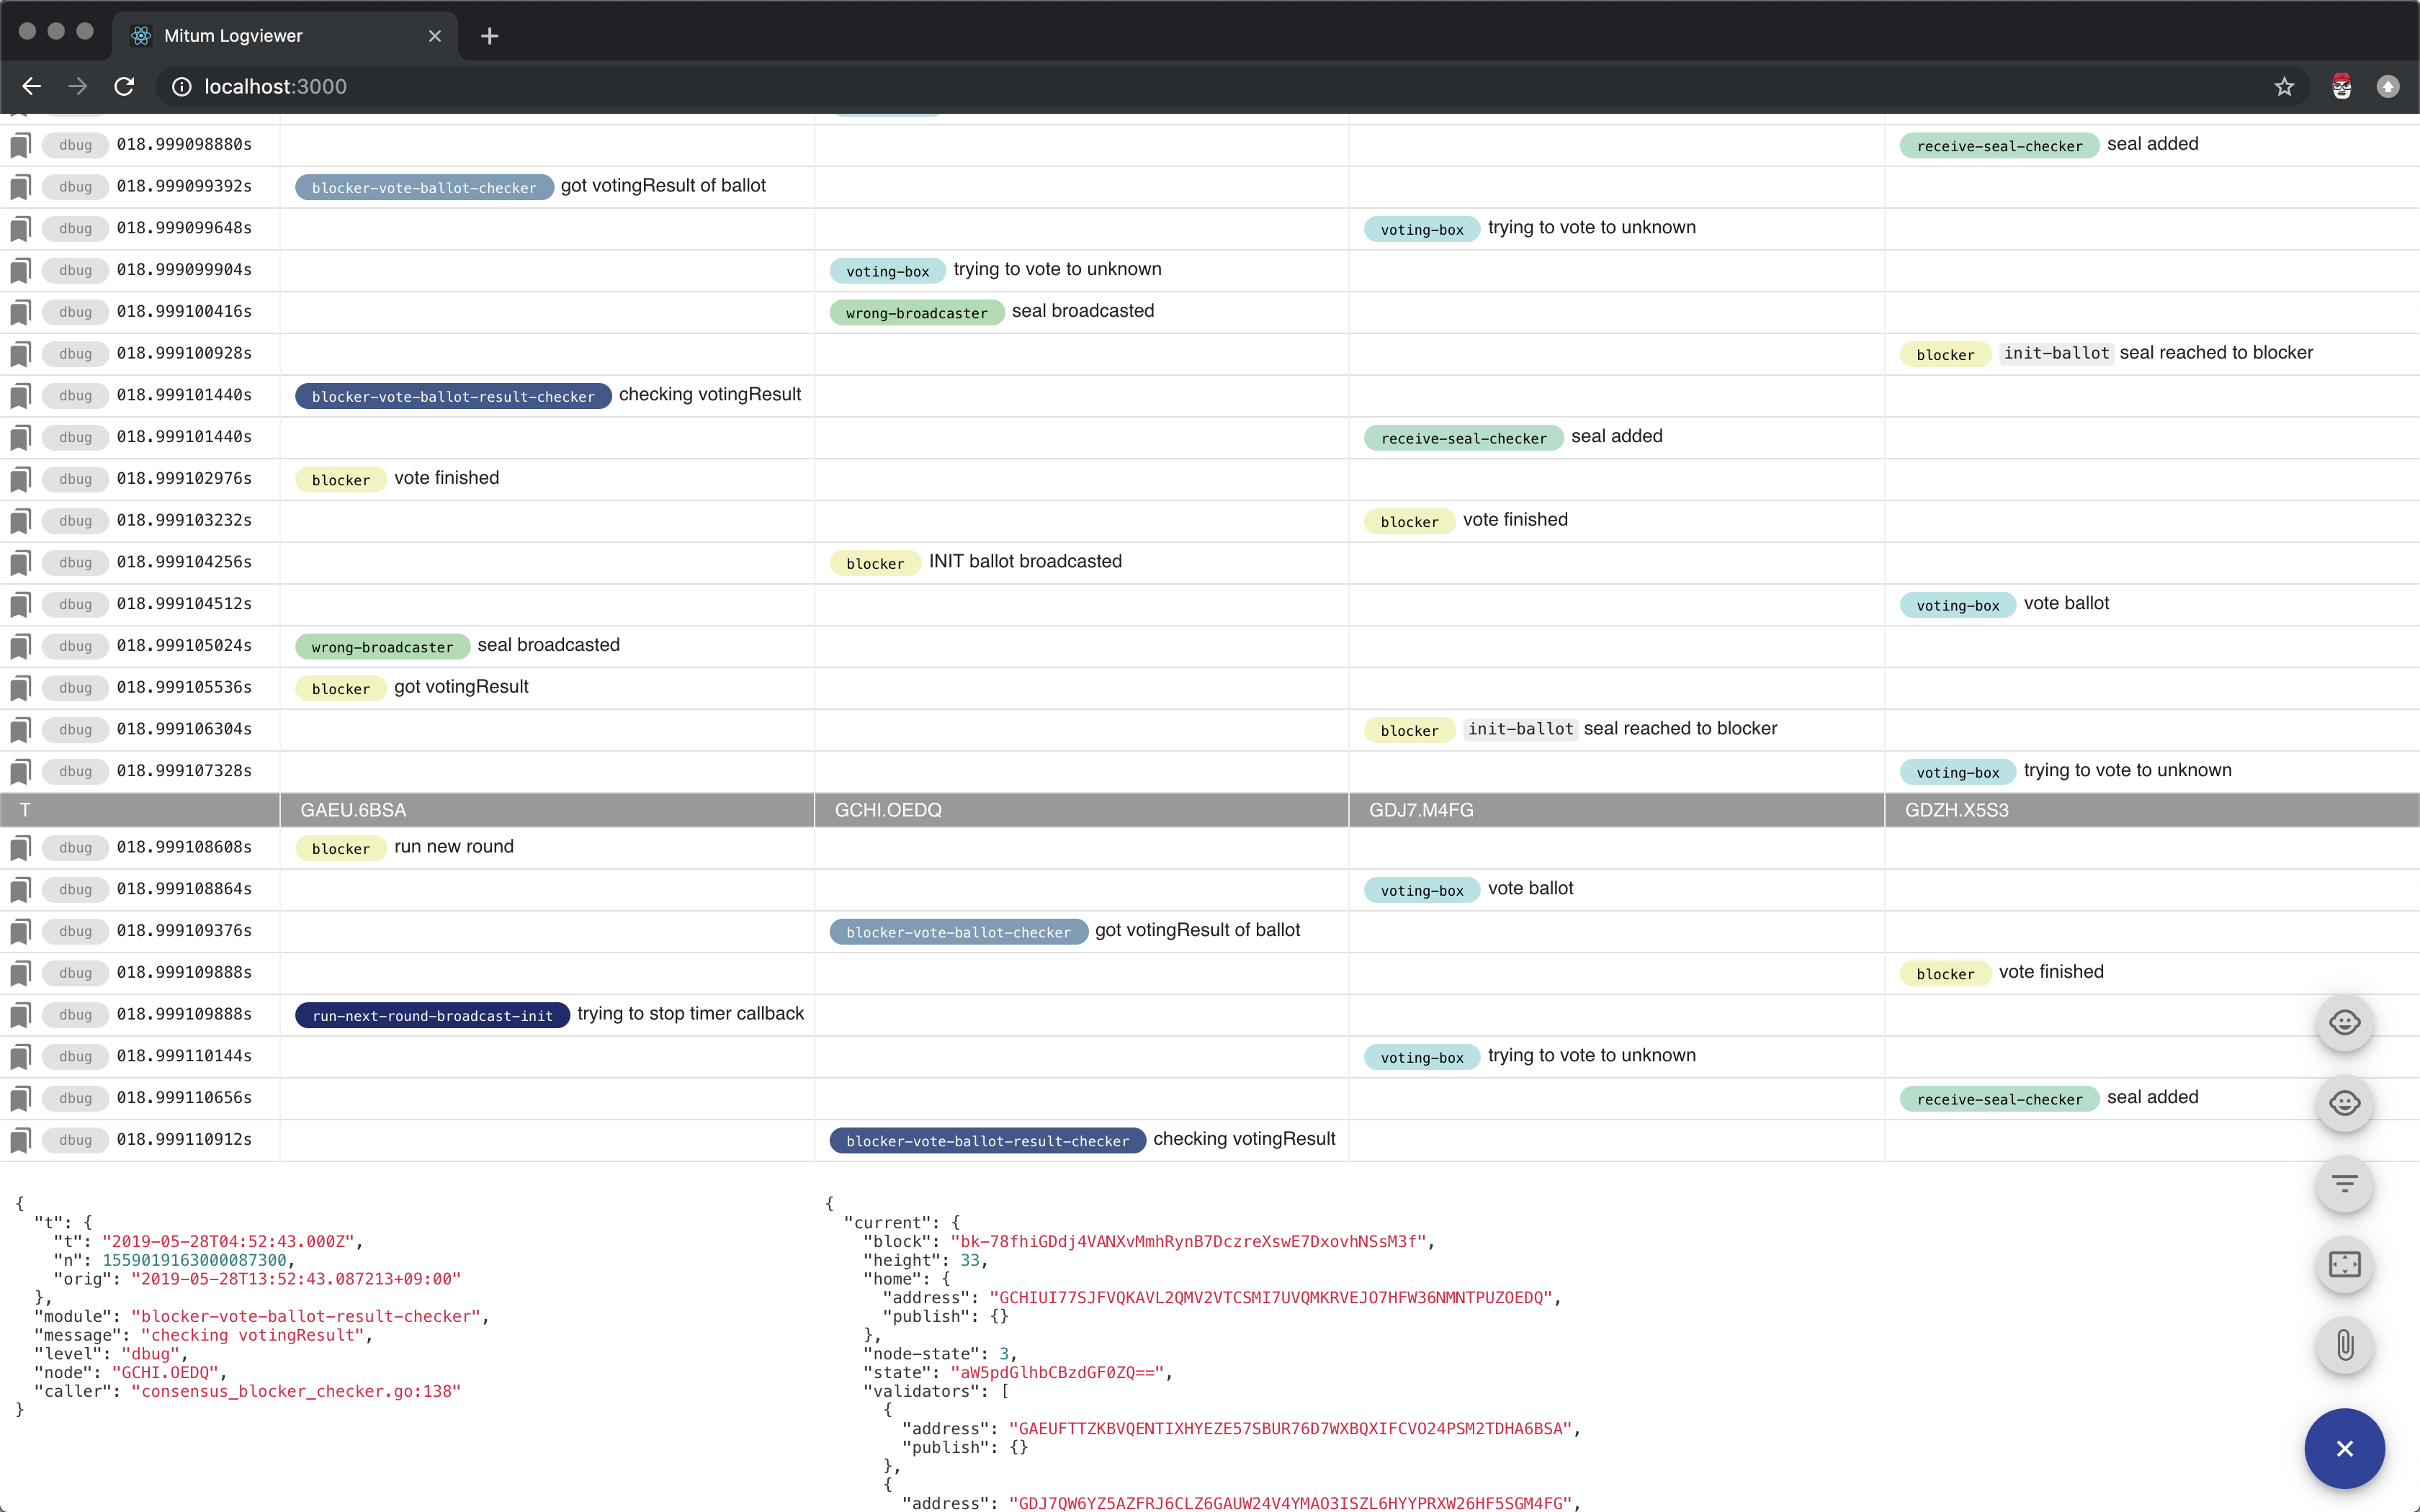 Mitum Logviewer
localhost:3000
dbug 018.999098880s receive-seal-checker seal added
dbug 018.999099392s blocker-vote-ballot-checker got votingResult of ballot
dbug 018.999099648s voting-box trying to vote to unknown
dbug 018.999099904s voting-box trying to vote to unknown
dbug 018.999100416s wrong-broadcaster seal broadcasted
dbug 018.999100928s blocker init-ballot seal reached to blocker
dbug 018.999101440s blocker-vote-ballot-result-checker checking votingResult
dbug 018.999101440s receive-seal-checker seal added
dbug 018.999102976s blocker vote finished
dbug 018.999103232s blocker vote finished
dbug 018.999104256s blocker INIT ballot broadcasted
dbug 018.999104512s voting-box vote ballot
dbug 018.999105024s wrong-broadcaster seal broadcasted
dbug 018.999105536s blocker got votingResult
dbug 018.999106304s blocker init-ballot seal reached to blocker
dbug 018.999107328s voting-box trying to vote to unknown
T GAEU.6BSA GCHI.OEDQ GDJ7.M4FG GDZH.X5S3
dbug 018.999108608s blocker run new round
dbug 018.999108864s voting-box vote ballot
dbug 018.999109376s blocker-vote-ballot-checker got votingResult of ballot
dbug 018.999109888s blocker vote finished
dbug 018.999109888s run-next-round-broadcast-init trying to stop timer callback
dbug 018.999110144s voting-box trying to vote to unknown
dbug 018.999110656s receive-seal-checker seal added
dbug 018.999110912s blocker-vote-ballot-result-checker checking votingResult
{
"t": {
"t": "2019-05-28T04:52:43.000Z",
"n": 1559019163000087300,
"orig": "2019-05-28T13:52:43.087213+09:00"
},
"module": "blocker-vote-ballot-result-checker",
"message": "checking votingResult",
"level": "dbug",
"node": "GCHI.OEDQ",
"caller": "consensus_blocker_checker.go:138"
}
{
"current": {
"block": "bk-78fhiGDdj4VANXvMmhRynB7DczreXswE7DxovhNSsM3f",
"height": 33,
"home": {
"address": "GCHIUI77SJFVQKAVL2QMV2VTCSMI7UVQMKRVEJO7HFW36NMNTPUZOEDQ",
"publish": {}
},
"node-state": 3,
"state": "aW5pdGlhbCBzdGF0ZQ==",
"validators": [
{
"address": "GAEUFTTZKBVQENTIXHYEZE57SBUR76D7WXBQXIFCVO24PSM2TDHA6BSA",
"publish": {}
},
{
"address": "GDJ7QW6YZ5AZFRJ6CLZ6GAUW24V4YMAO3ISZL6HYYPRXW26HF5SGM4FG",